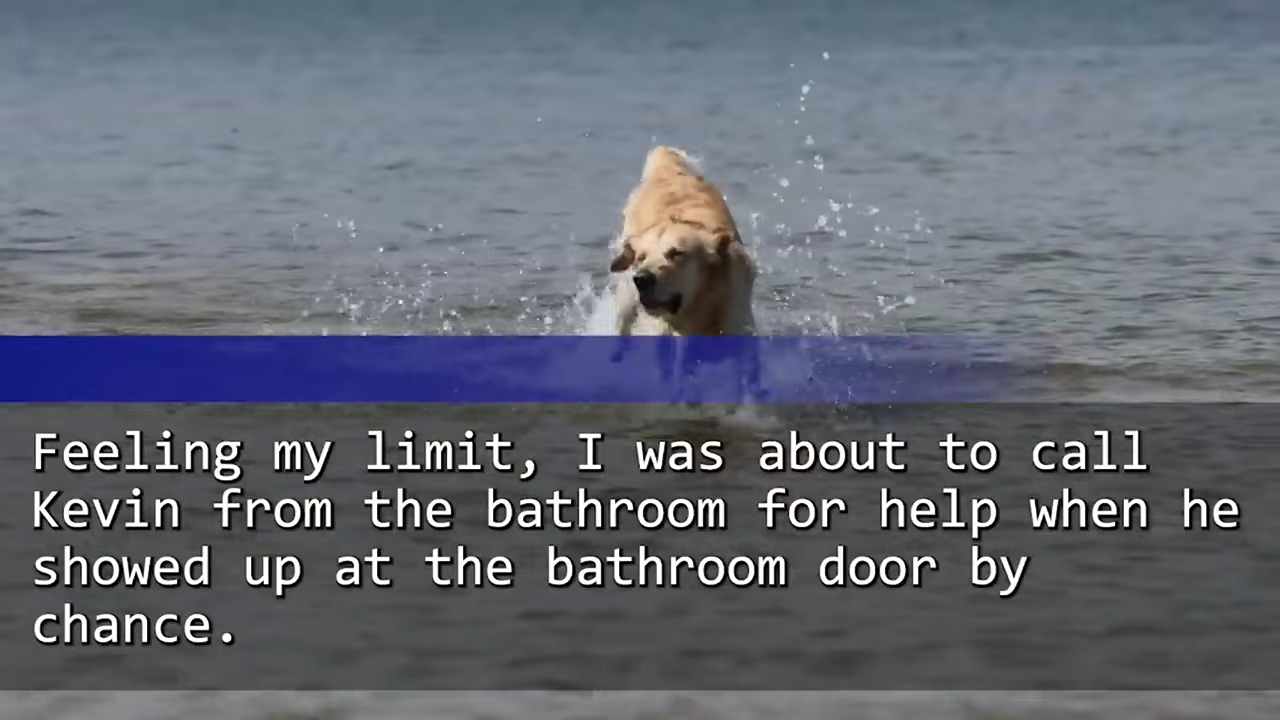 Feeling my limit, I was about to call
Kevin from the bathroom for help when he
showed up at the bathroom door by
chance.